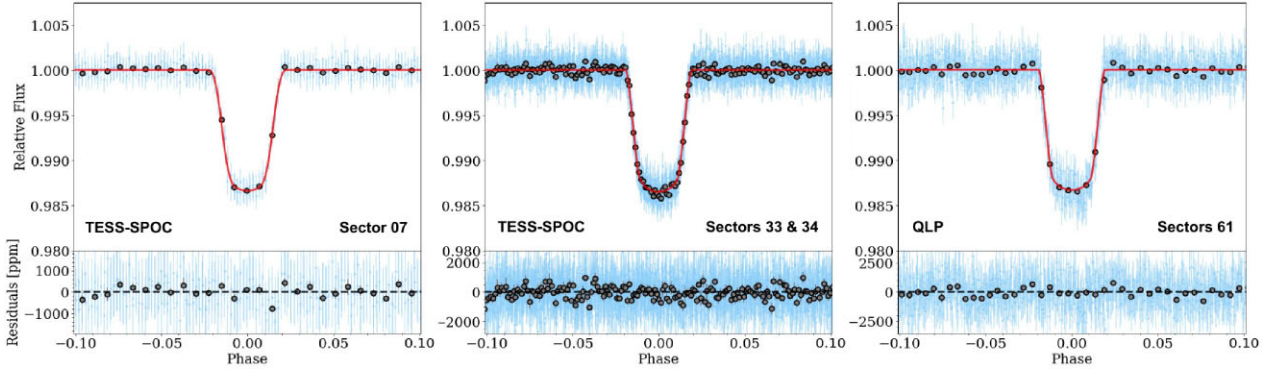 1.005
1.000
0.995
0.990
0.985
0.980
Relative Flux
TESS-SPOC Sector 07
1000
0
−1000
Residuals [ppm]
−0.10 −0.05 0.00 0.05 0.10
Phase
1.005
1.000
0.995
0.990
0.985
0.980
TESS-SPOC Sectors 33 & 34
2000
0
−2000
−0.10 −0.05 0.00 0.05 0.10
Phase
1.005
1.000
0.995
0.990
0.985
0.980
QLP Sectors 61
2500
0
−2500
−0.10 −0.05 0.00 0.05 0.10
Phase